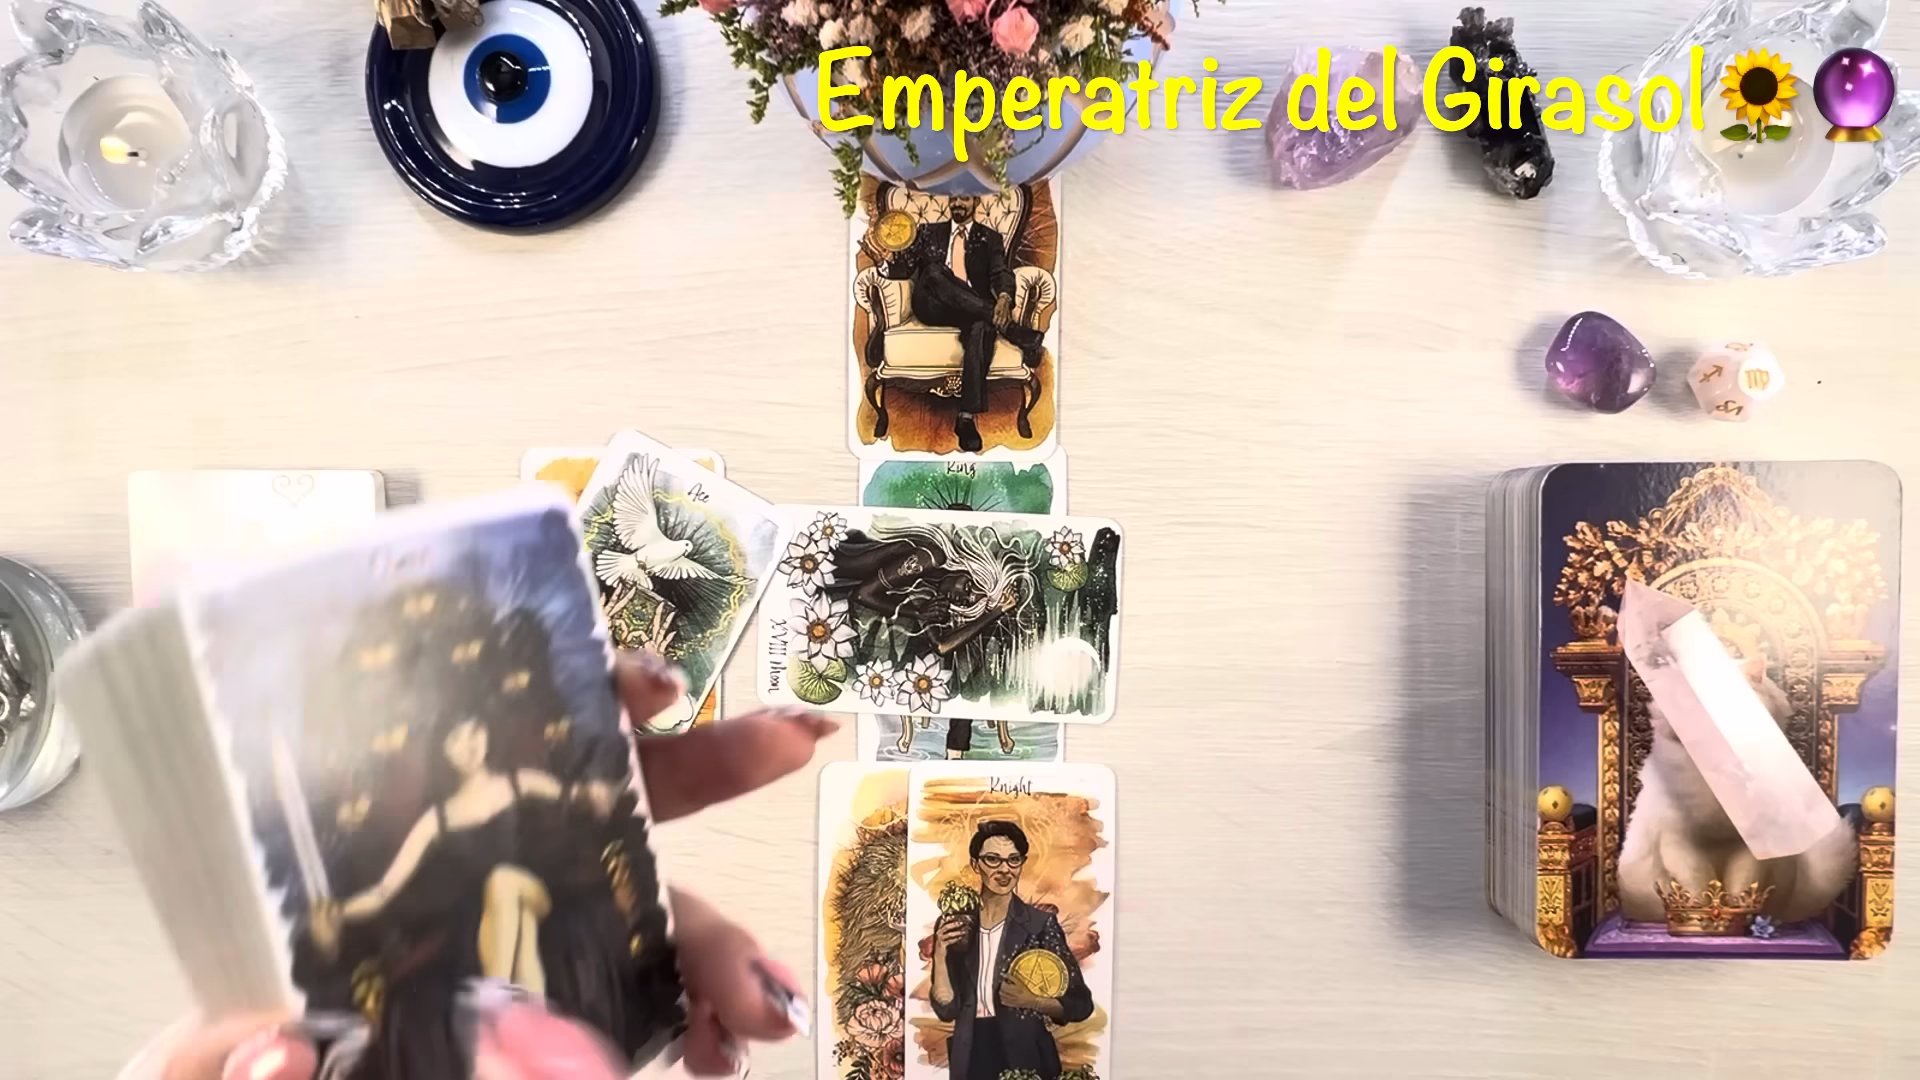 Emperatriz del Girasol🌻🔮
King
Ace
XVIII Moon
Knight